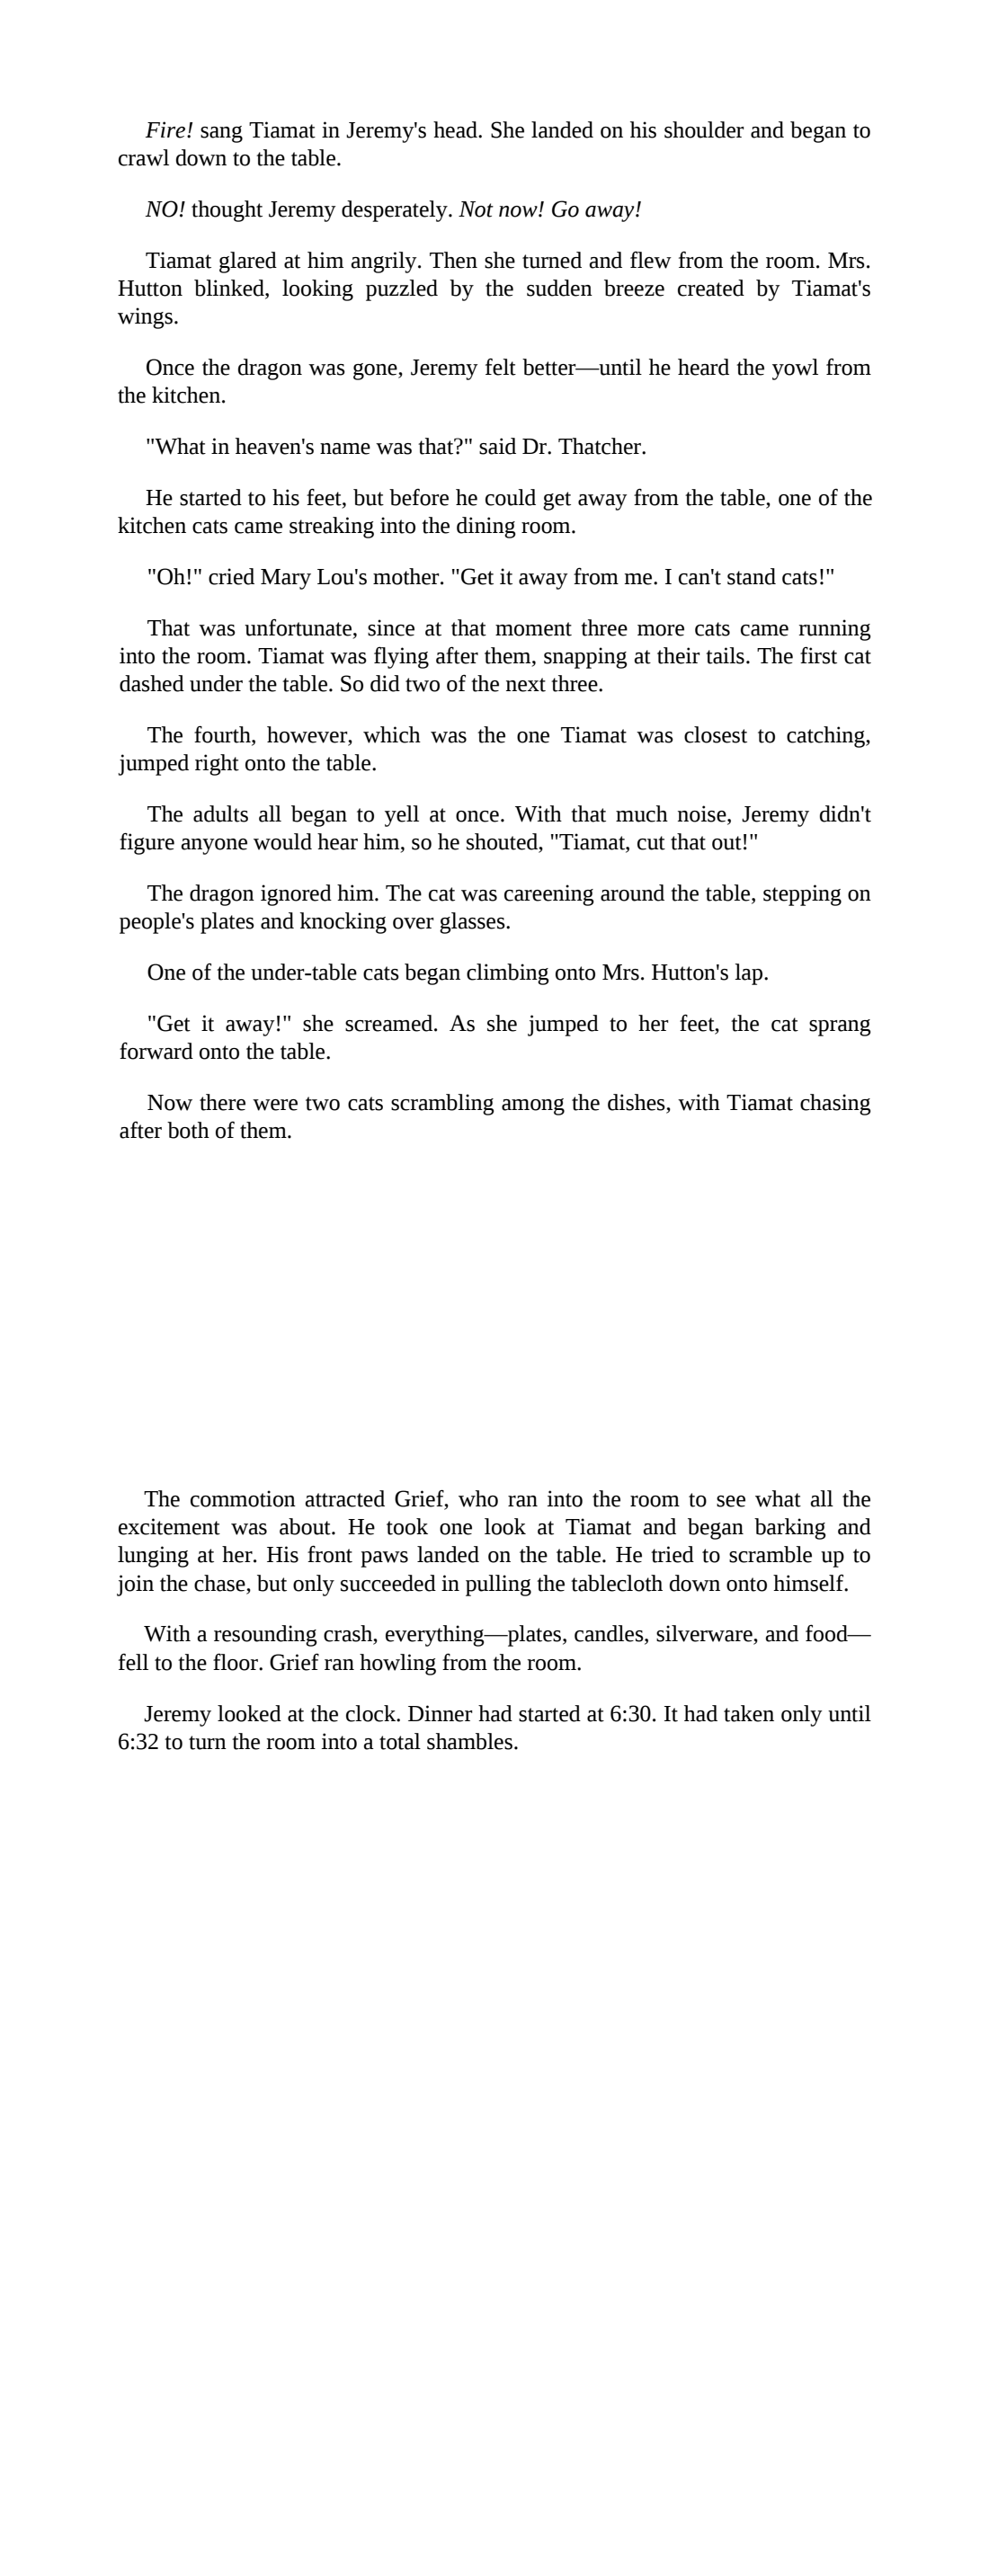 Fire! sang Tiamat in Jeremy's head. She landed on his shoulder and began to
crawl down to the table.
NO! thought Jeremy desperately. Not now! Go away!
Tiamat glared at him angrily. Then she turned and flew from the room. Mrs.
Hutton blinked, looking puzzled by the sudden breeze created by Tiamat's
wings.
Once the dragon was gone, Jeremy felt better—until he heard the yowl from
the kitchen.
"What in heaven's name was that?" said Dr. Thatcher.
He started to his feet, but before he could get away from the table, one of the
kitchen cats came streaking into the dining room.
"Oh!" cried Mary Lou's mother. "Get it away from me. I can't stand cats!"
That was unfortunate, since at that moment three more cats came running
into the room. Tiamat was flying after them, snapping at their tails. The first cat
dashed under the table. So did two of the next three.
The fourth, however, which was the one Tiamat was closest to catching,
jumped right onto the table.
The adults all began to yell at once. With that much noise, Jeremy didn't
figure anyone would hear him, so he shouted, "Tiamat, cut that out!"
The dragon ignored him. The cat was careening around the table, stepping on
people's plates and knocking over glasses.
One of the under-table cats began climbing onto Mrs. Hutton's lap.
"Get it away!" she screamed. As she jumped to her feet, the cat sprang
forward onto the table.
Now there were two cats scrambling among the dishes, with Tiamat chasing
after both of them.
The commotion attracted Grief, who ran into the room to see what all the
excitement was about. He took one look at Tiamat and began barking and
lunging at her. His front paws landed on the table. He tried to scramble up to
join the chase, but only succeeded in pulling the tablecloth down onto himself.
With a resounding crash, everything—plates, candles, silverware, and food—
fell to the floor. Grief ran howling from the room.
Jeremy looked at the clock. Dinner had started at 6:30. It had taken only until
6:32 to turn the room into a total shambles.